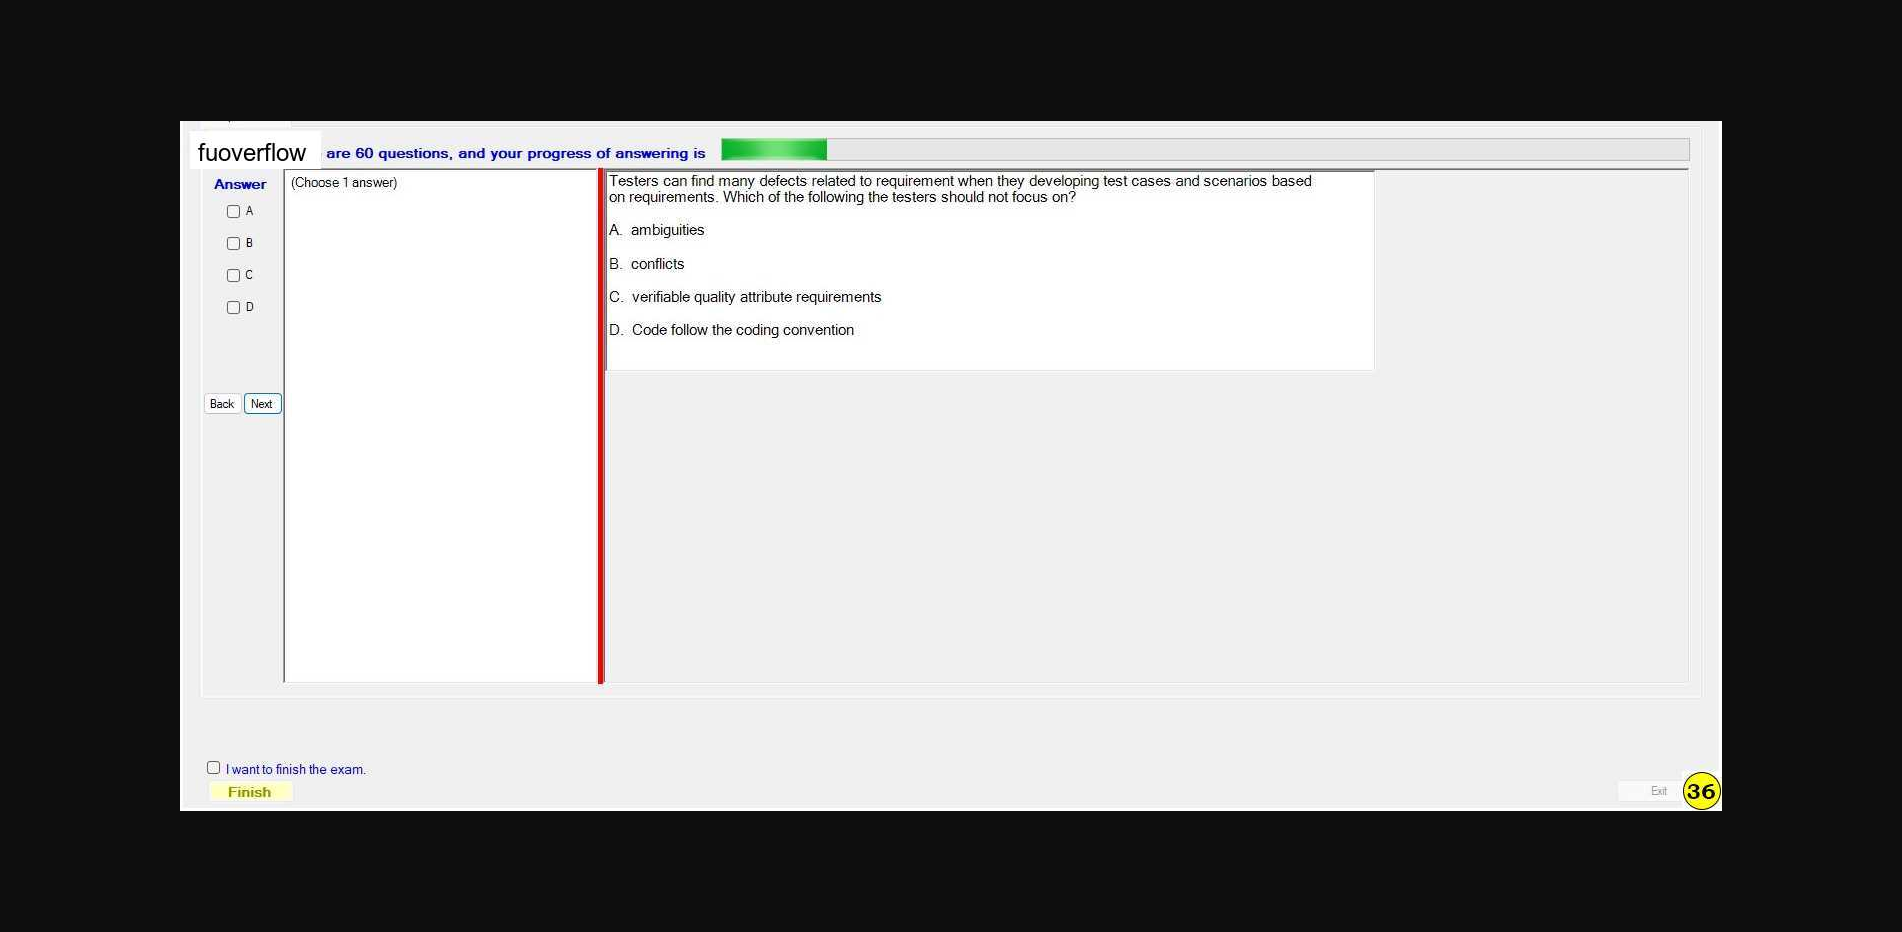 fuoverflow are 60 questions, and your progress of answering is
Answer
A
B
C
D
Back Next
(Choose 1 answer)
Testers can find many defects related to requirement when they developing test cases and scenarios based
on requirements. Which of the following the testers should not focus on?
A. ambiguities
B. conflicts
C. verifiable quality attribute requirements
D. Code follow the coding convention
I want to finish the exam.
Finish
Exit
36